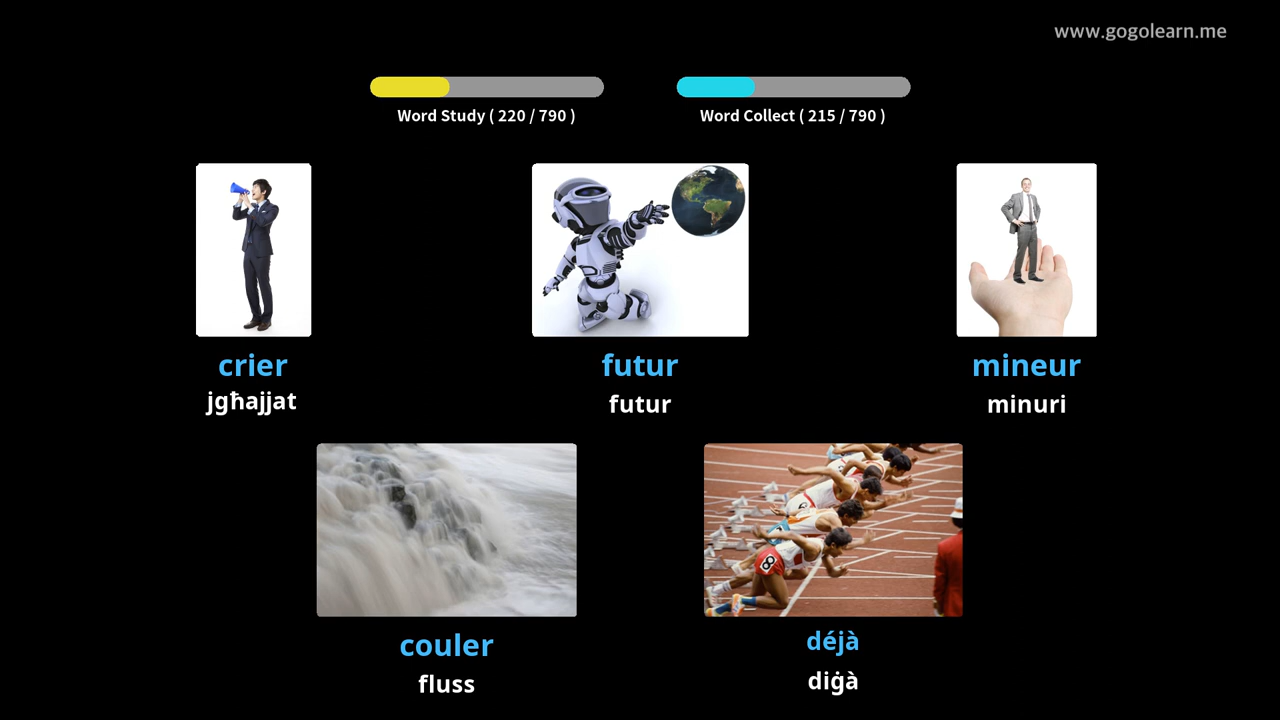 www.gogolearn.me
Word Study ( 220 / 790 )
Word Collect ( 215 / 790 )
crier
jgħajjat
futur
futur
mineur
minuri
couler
fluss
déjà
diġà